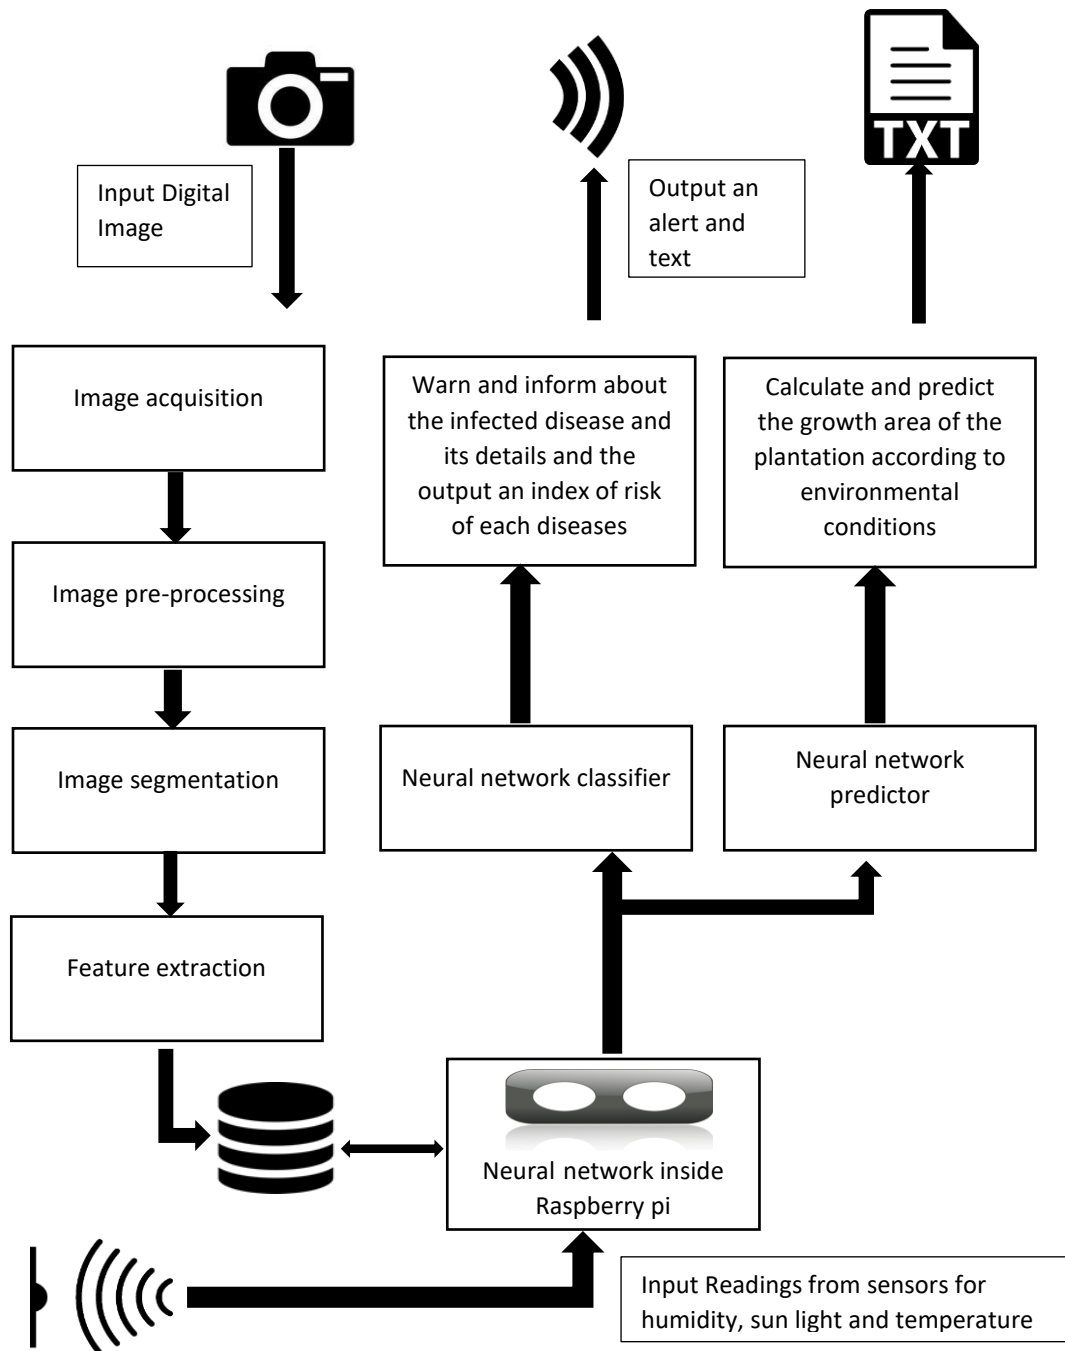 TXT
Input Digital
Image
Output an
alert and
text
Image acquisition
Warn and inform about
the infected disease and
its details and the
output an index of risk
of each diseases
Calculate and predict
the growth area of the
plantation according to
environmental
conditions
Image pre-processing
Image segmentation
Neural network classifier
Neural network
predictor
Feature extraction
Neural network inside
Raspberry pi
Input Readings from sensors for
humidity, sun light and temperature